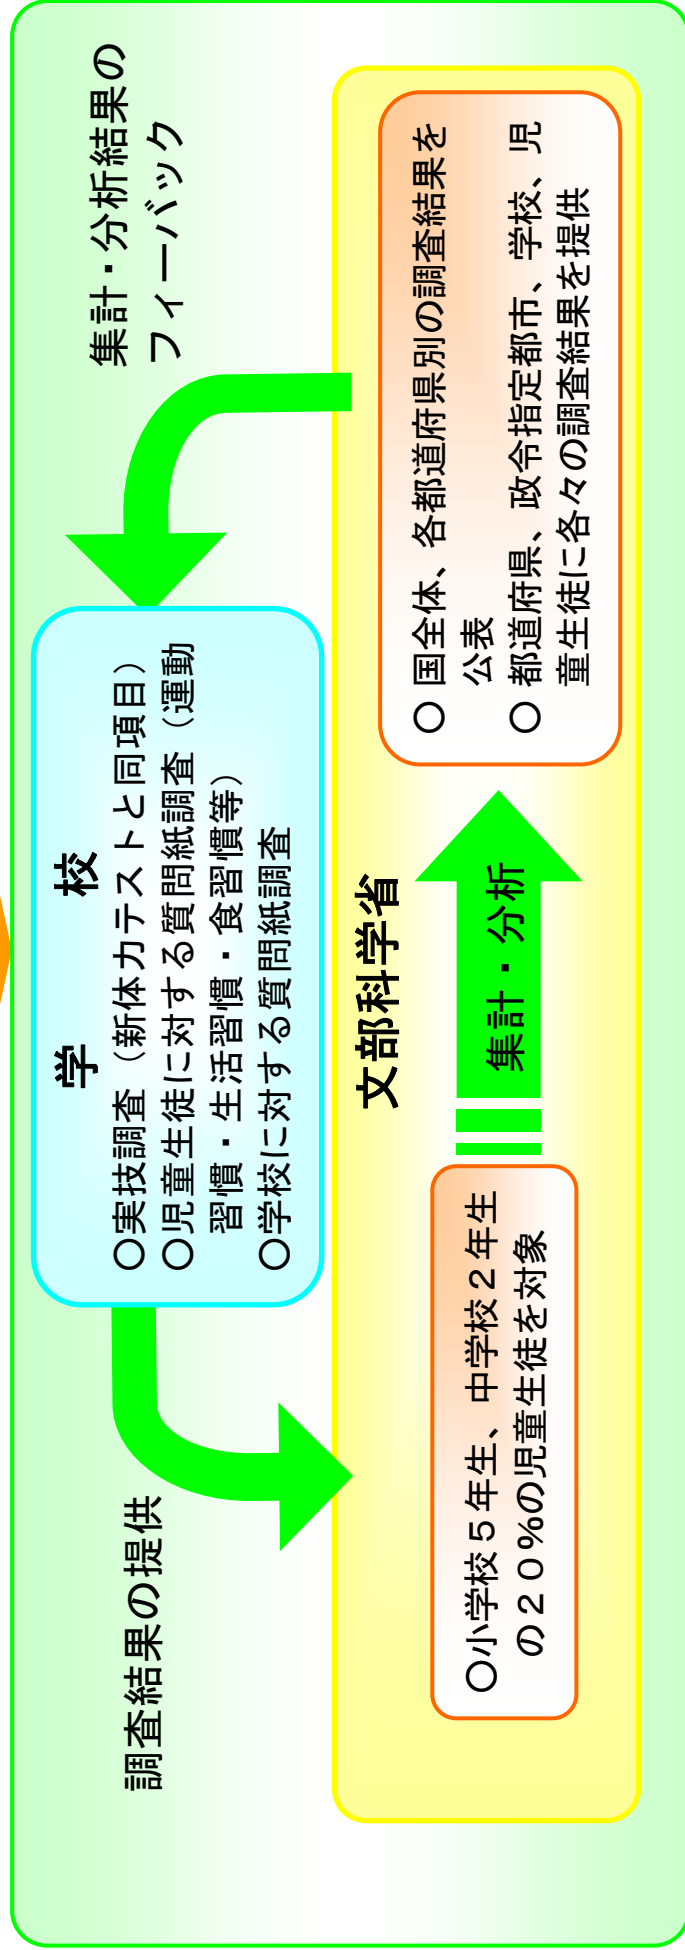 学　校
○実技調査（新体力テストと同項目）
○児童生徒に対する質問紙調査（運動
習慣・生活習慣・食習慣等）
○学校に対する質問紙調査
調査結果の提供
集計・分析結果の
フィーバック
文部科学省
○小学校５年生、中学校２年生
の２０％の児童生徒を対象
集計・分析
○ 国全体、各都道府県別の調査結果を
公表
○ 都道府県、政令指定都市、学校、児
童生徒に各々の調査結果を提供